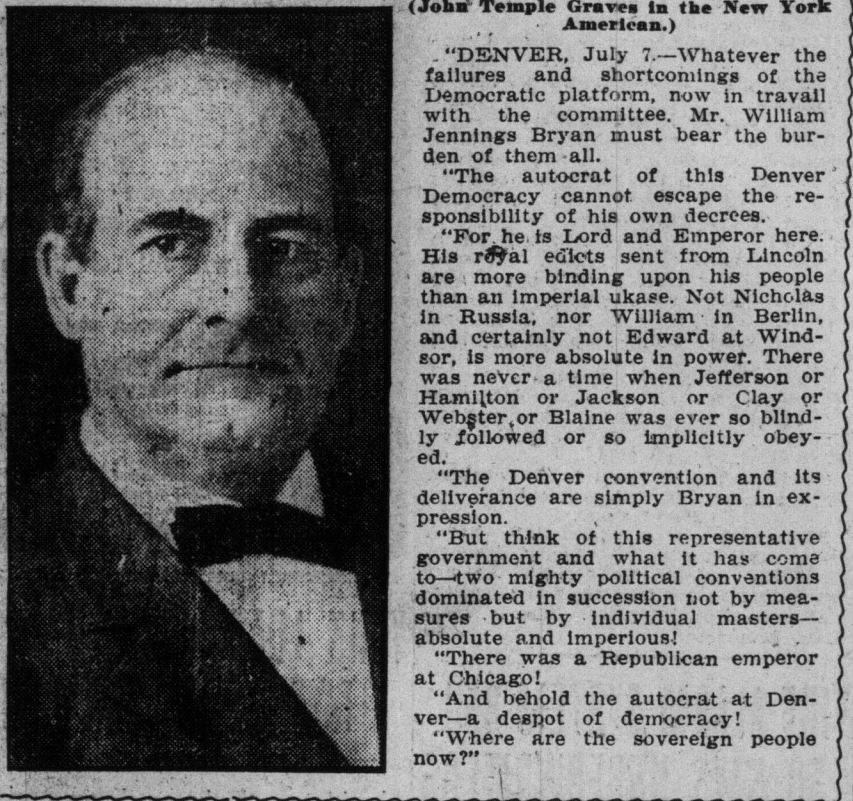 (John Temple Graves in the New York
American.)
"DENVER, July 7.—Whatever the
failures and shortcomings of the
Democratic platform, now in travail
with the committee. Mr. William
Jennings Bryan must bear the bur-
den of them all.
"The autocrat of this Denver
Democracy cannot escape the re-
sponsibility of his own decrees.
"For he is Lord and Emperor here.
His royal edicts sent from Lincoln
are more binding upon his people
than an imperial ukase. Not Nicholas
in Russia, nor William in Berlin,
and certainly not Edward at Wind-
sor, is more absolute in power. There
was never a time when Jefferson or
Hamilton or Jackson or Clay or
Webster or Blaine was ever so blind-
ly followed or so implicitly obey-
ed.
"The Denver convention and its
deliverance are simply Bryan in ex-
pression.
"But think of this representative
government and what it has come
to—two mighty political conventions
dominated in succession not by mea-
sures but by individual masters—
absolute and imperious!
"There was a Republican emperor
at Chicago!
"And behold the autocrat at Den-
ver—a despot of democracy!
"Where are the sovereign people
now?"